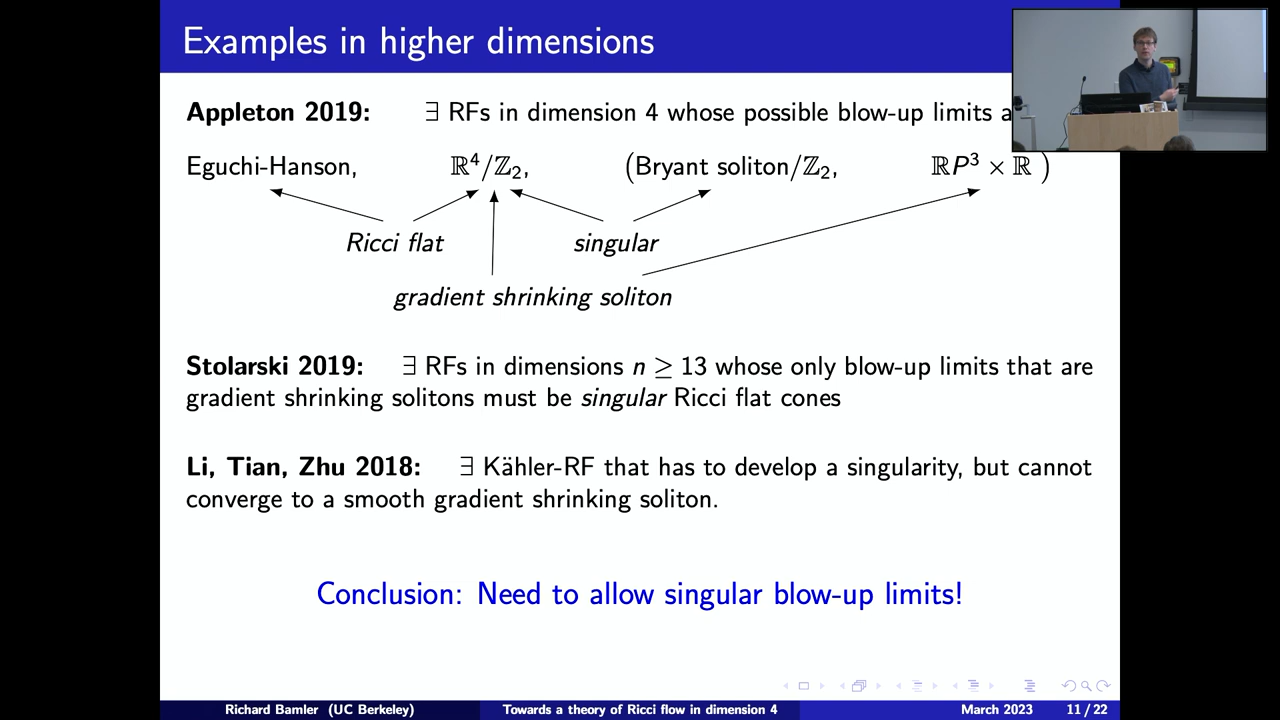 Examples in higher dimensions
Appleton 2019: ∃ RFs in dimension 4 whose possible blow-up limits a
Eguchi-Hanson, ℝ⁴/ℤ₂, (Bryant soliton/ℤ₂, ℝP³ × ℝ )
Ricci flat singular
gradient shrinking soliton
Stolarski 2019: ∃ RFs in dimensions n ≥ 13 whose only blow-up limits that are
gradient shrinking solitons must be singular Ricci flat cones
Li, Tian, Zhu 2018: ∃ Kähler-RF that has to develop a singularity, but cannot
converge to a smooth gradient shrinking soliton.
Conclusion: Need to allow singular blow-up limits!
Richard Bamler (UC Berkeley) Towards a theory of Ricci flow in dimension 4 March 2023 11 / 22